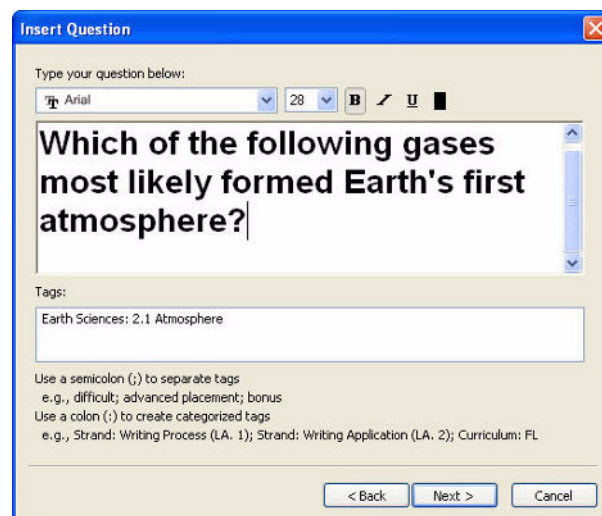 Insert Question
Type your question below:
Arial 28 B I U
Which of the following gases
most likely formed Earth's first
atmosphere?
Tags:
Earth Sciences: 2.1 Atmosphere
Use a semicolon (;) to separate tags
e.g., difficult; advanced placement; bonus
Use a colon (:) to create categorized tags
e.g., Strand: Writing Process (LA. 1); Strand: Writing Application (LA. 2); Curriculum: FL
< Back Next > Cancel